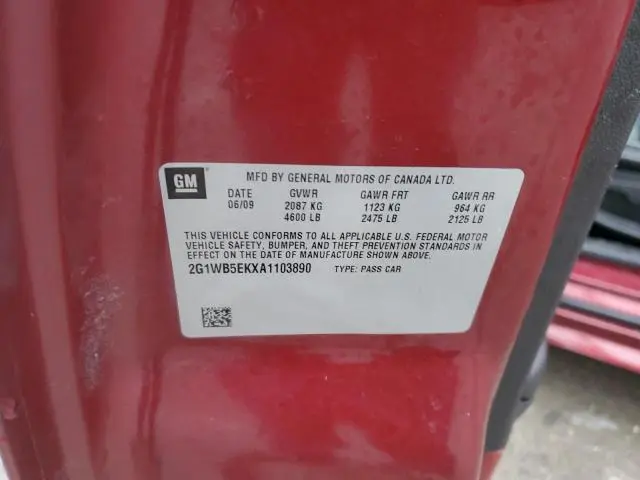 GM
MFD BY GENERAL MOTORS OF CANADA LTD.
DATE GVWR GAWR FRT GAWR RR
06/09 2087 KG 1123 KG 964 KG
4600 LB 2475 LB 2125 LB
THIS VEHICLE CONFORMS TO ALL APPLICABLE U.S. FEDERAL MOTOR
VEHICLE SAFETY, BUMPER, AND THEFT PREVENTION STANDARDS IN
EFFECT ON THE DATE OF MANUFACTURE SHOWN ABOVE.
2G1WB5EKXA1103890 TYPE: PASS CAR